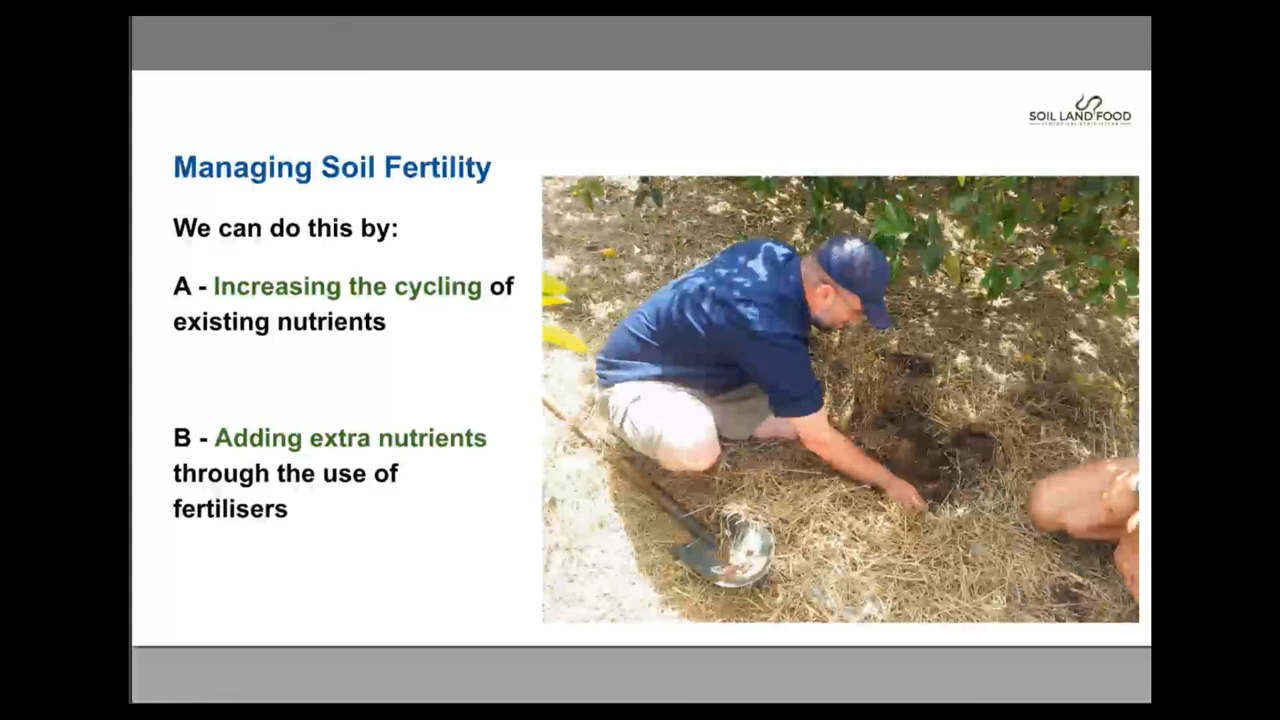 SOIL LAND FOOD
Managing Soil Fertility
We can do this by:
A - Increasing the cycling of
existing nutrients
B - Adding extra nutrients
through the use of
fertilisers